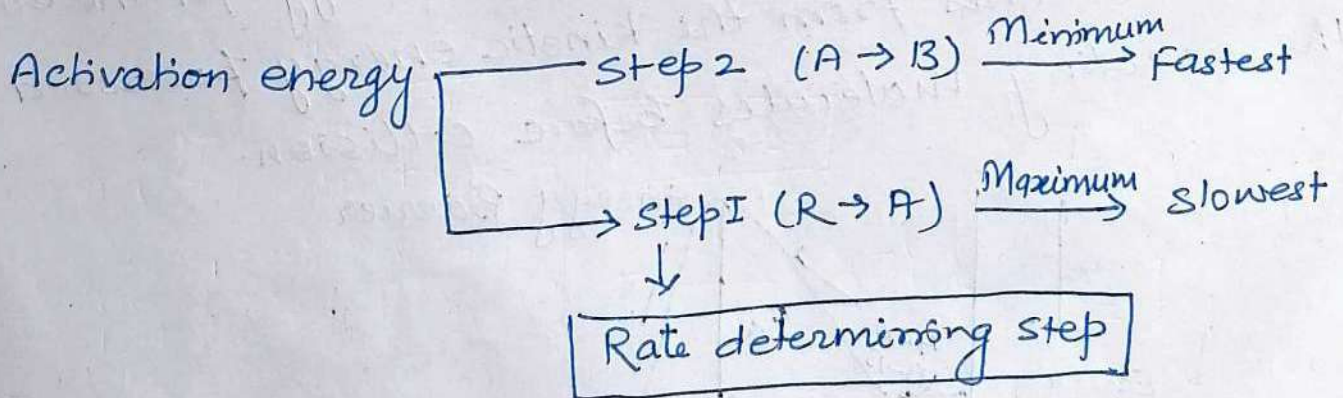 Activation energy
Step 2 (A → B) Minimum Fastest
Step I (R → A) Maximum Slowest
Rate determining step